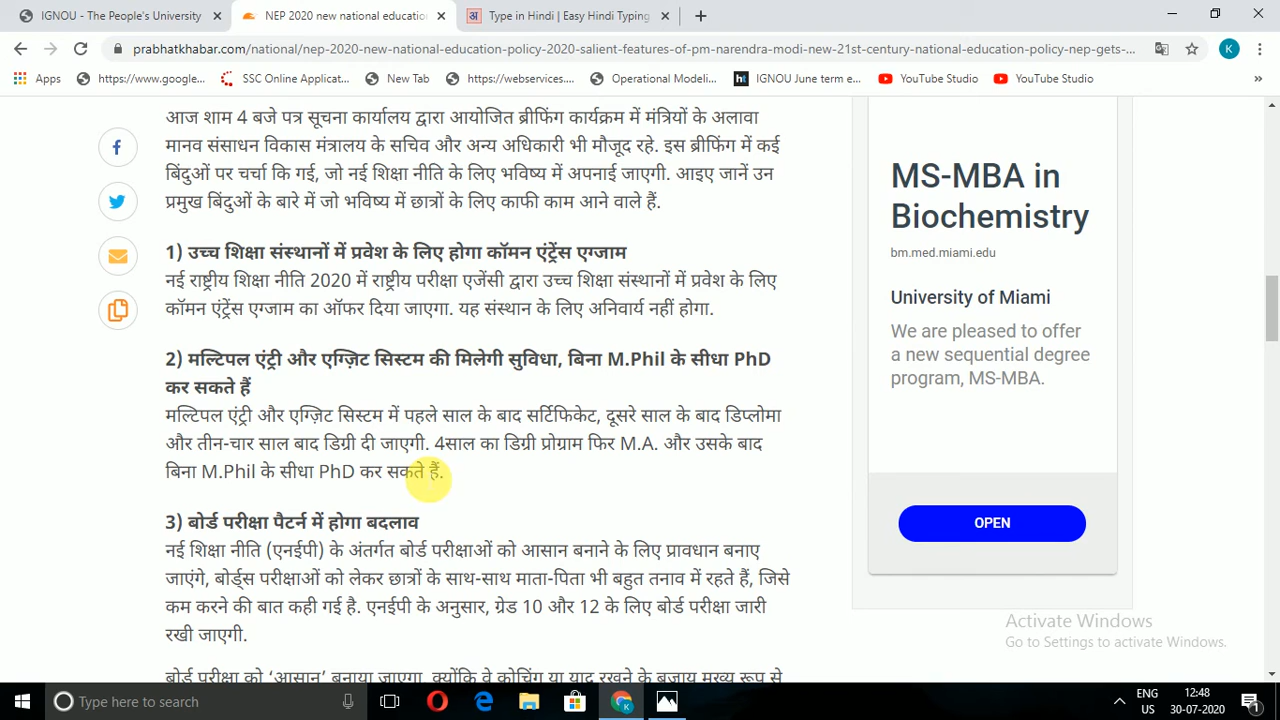 IGNOU - The People's University
NEP 2020 new national educatio
Type in Hindi | Easy Hindi Typing
prabhatkhabar.com/national/nep-2020-new-national-education-policy-2020-salient-features-of-pm-narendra-modi-new-21st-century-national-education-policy-nep-gets-...
K
Apps
https://www.google...
SSC Online Applicat...
New Tab
https://webservices....
Operational Modeli...
ht
IGNOU June term e...
YouTube Studio
YouTube Studio
»
आज शाम 4 बजे पत्र सूचना कार्यालय द्वारा आयोजित ब्रीफिंग कार्यक्रम में मंत्रियों के अलावा
मानव संसाधन विकास मंत्रालय के सचिव और अन्य अधिकारी भी मौजूद रहे. इस ब्रीफिंग में कई
बिंदुओं पर चर्चा कि गई, जो नई शिक्षा नीति के लिए भविष्य में अपनाई जाएगी. आइए जानें उन
प्रमुख बिंदुओं के बारे में जो भविष्य में छात्रों के लिए काफी काम आने वाले हैं.
1) उच्च शिक्षा संस्थानों में प्रवेश के लिए होगा कॉमन एंट्रेंस एग्जाम
नई राष्ट्रीय शिक्षा नीति 2020 में राष्ट्रीय परीक्षा एजेंसी द्वारा उच्च शिक्षा संस्थानों में प्रवेश के लिए
कॉमन एंट्रेंस एग्जाम का ऑफर दिया जाएगा. यह संस्थान के लिए अनिवार्य नहीं होगा.
2) मल्टिपल एंट्री और एग्ज़िट सिस्टम की मिलेगी सुविधा, बिना M.Phil के सीधा PhD
कर सकते हैं
मल्टिपल एंट्री और एग्ज़िट सिस्टम में पहले साल के बाद सर्टिफिकेट, दूसरे साल के बाद डिप्लोमा
और तीन-चार साल बाद डिग्री दी जाएगी. 4साल का डिग्री प्रोग्राम फिर M.A. और उसके बाद
बिना M.Phil के सीधा PhD कर सकते हैं.
3) बोर्ड परीक्षा पैटर्न में होगा बदलाव
नई शिक्षा नीति (एनईपी) के अंतर्गत बोर्ड परीक्षाओं को आसान बनाने के लिए प्रावधान बनाए
जाएंगे, बोर्ड्स परीक्षाओं को लेकर छात्रों के साथ-साथ माता-पिता भी बहुत तनाव में रहते हैं, जिसे
कम करने की बात कही गई है. एनईपी के अनुसार, ग्रेड 10 और 12 के लिए बोर्ड परीक्षा जारी
रखी जाएगी.
बोर्ड परीक्षा को ‘आसान’ बनाया जाएगा, क्योंकि वे कोचिंग या याद रखने के बजाय मुख्य रूप से
MS-MBA in
Biochemistry
bm.med.miami.edu
University of Miami
We are pleased to offer
a new sequential degree
program, MS-MBA.
OPEN
Activate Windows
Go to Settings to activate Windows.
Type here to search
ENG
US
12:48
30-07-2020
1